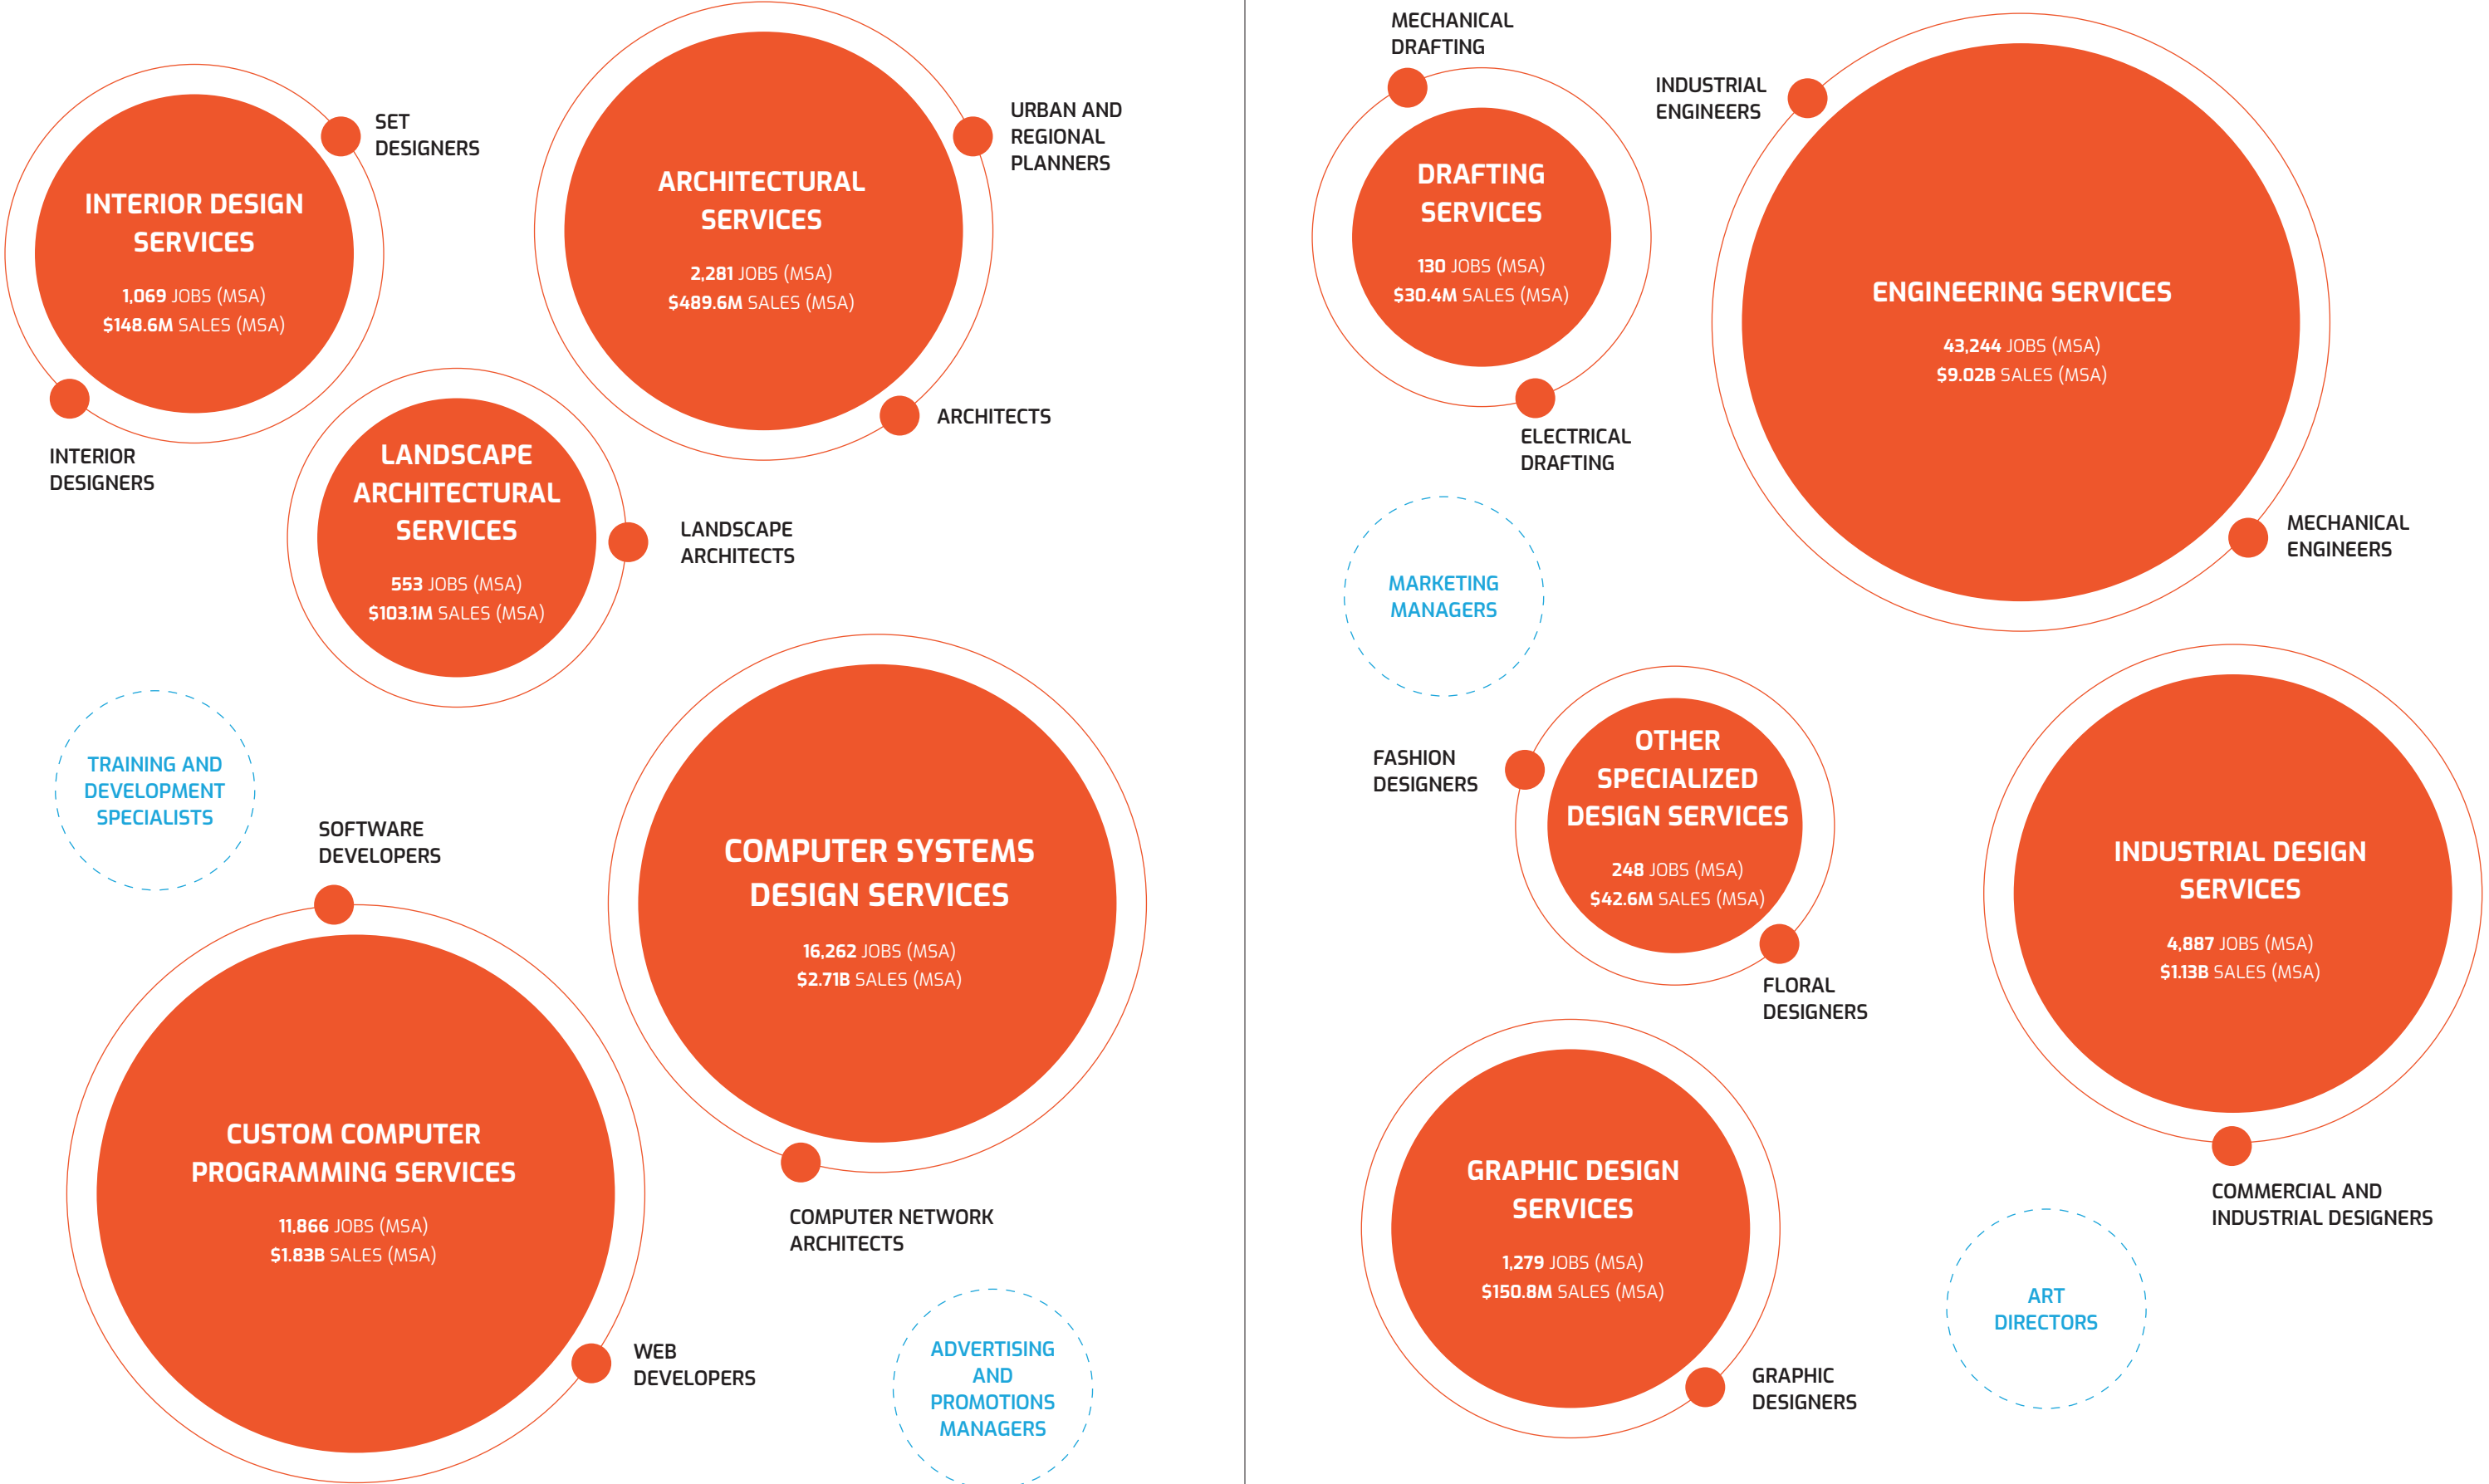 SET
DESIGNERS
INTERIOR DESIGN
SERVICES
1,069 JOBS (MSA)
$148.6M SALES (MSA)
INTERIOR
DESIGNERS
ARCHITECTURAL
SERVICES
2,281 JOBS (MSA)
$489.6M SALES (MSA)
URBAN AND
REGIONAL
PLANNERS
ARCHITECTS
LANDSCAPE
ARCHITECTURAL
SERVICES
553 JOBS (MSA)
$103.1M SALES (MSA)
LANDSCAPE
ARCHITECTS
TRAINING AND
DEVELOPMENT
SPECIALISTS
COMPUTER SYSTEMS
DESIGN SERVICES
16,262 JOBS (MSA)
$2.71B SALES (MSA)
COMPUTER NETWORK
ARCHITECTS
SOFTWARE
DEVELOPERS
CUSTOM COMPUTER
PROGRAMMING SERVICES
11,866 JOBS (MSA)
$1.83B SALES (MSA)
WEB
DEVELOPERS
ADVERTISING
AND
PROMOTIONS
MANAGERS
MECHANICAL
DRAFTING
DRAFTING
SERVICES
130 JOBS (MSA)
$30.4M SALES (MSA)
ELECTRICAL
DRAFTING
INDUSTRIAL
ENGINEERS
ENGINEERING SERVICES
43,244 JOBS (MSA)
$9.02B SALES (MSA)
MECHANICAL
ENGINEERS
MARKETING
MANAGERS
FASHION
DESIGNERS
OTHER
SPECIALIZED
DESIGN SERVICES
248 JOBS (MSA)
$42.6M SALES (MSA)
FLORAL
DESIGNERS
INDUSTRIAL DESIGN
SERVICES
4,887 JOBS (MSA)
$1.13B SALES (MSA)
COMMERCIAL AND
INDUSTRIAL DESIGNERS
GRAPHIC DESIGN
SERVICES
1,279 JOBS (MSA)
$150.8M SALES (MSA)
GRAPHIC
DESIGNERS
ART
DIRECTORS